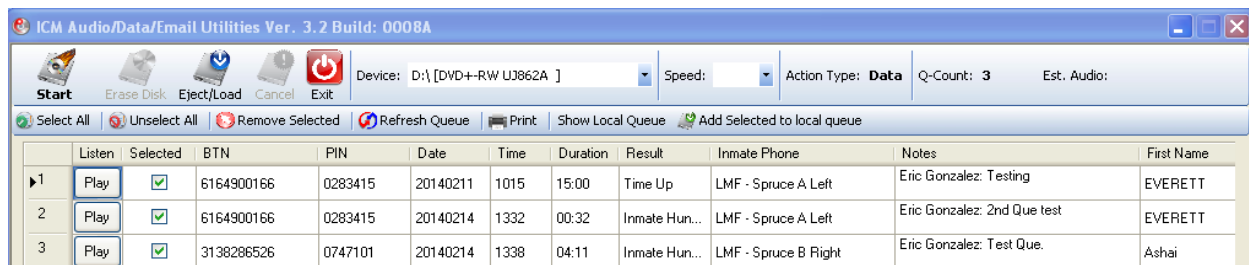 ICM Audio/Data/Email Utilities Ver. 3.2 Build: 0008A
Start Erase Disk Eject/Load Cancel Exit Device: D:\ [DVD+-RW UJ862A ] Speed: Action Type: Data Q-Count: 3 Est. Audio:
Select All Unselect All Remove Selected Refresh Queue Print Show Local Queue Add Selected to local queue
Listen Selected BTN PIN Date Time Duration Result Inmate Phone Notes First Name
1 Play 6164900166 0283415 20140211 1015 15:00 Time Up LMF - Spruce A Left Eric Gonzalez: Testing EVERETT
2 Play 6164900166 0283415 20140214 1332 00:32 Inmate Hun... LMF - Spruce A Left Eric Gonzalez: 2nd Que test EVERETT
3 Play 3138286526 0747101 20140214 1338 04:11 Inmate Hun... LMF - Spruce B Right Eric Gonzalez: Test Que. Ashai